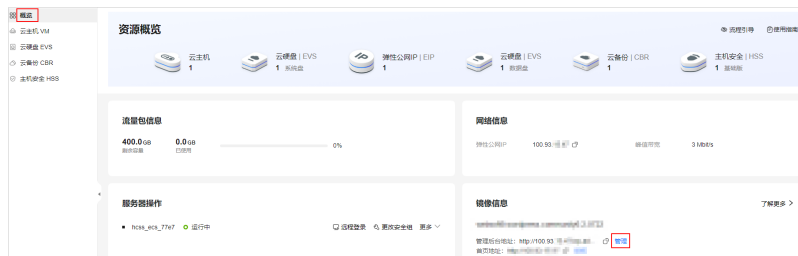 概览
云主机 VM
云硬盘 EVS
云备份 CBR
主机安全 HSS
资源概览
流程引导
使用指南
云主机
1
云硬盘 | EVS
1 系统盘
弹性公网IP | EIP
1
云硬盘 | EVS
1 数据盘
云备份 | CBR
1
主机安全 | HSS
1 基础版
流量包信息
400.0 GB
0.0 GB
已使用
0%
网络信息
弹性公网IP
100.93.
峰值带宽
3 Mbit/s
服务器操作
hcss_ecs_77e7
运行中
远程登录
更改安全组
更多
镜像信息
了解更多 >
管理后台地址: http://100.93.
管理
首页地址: